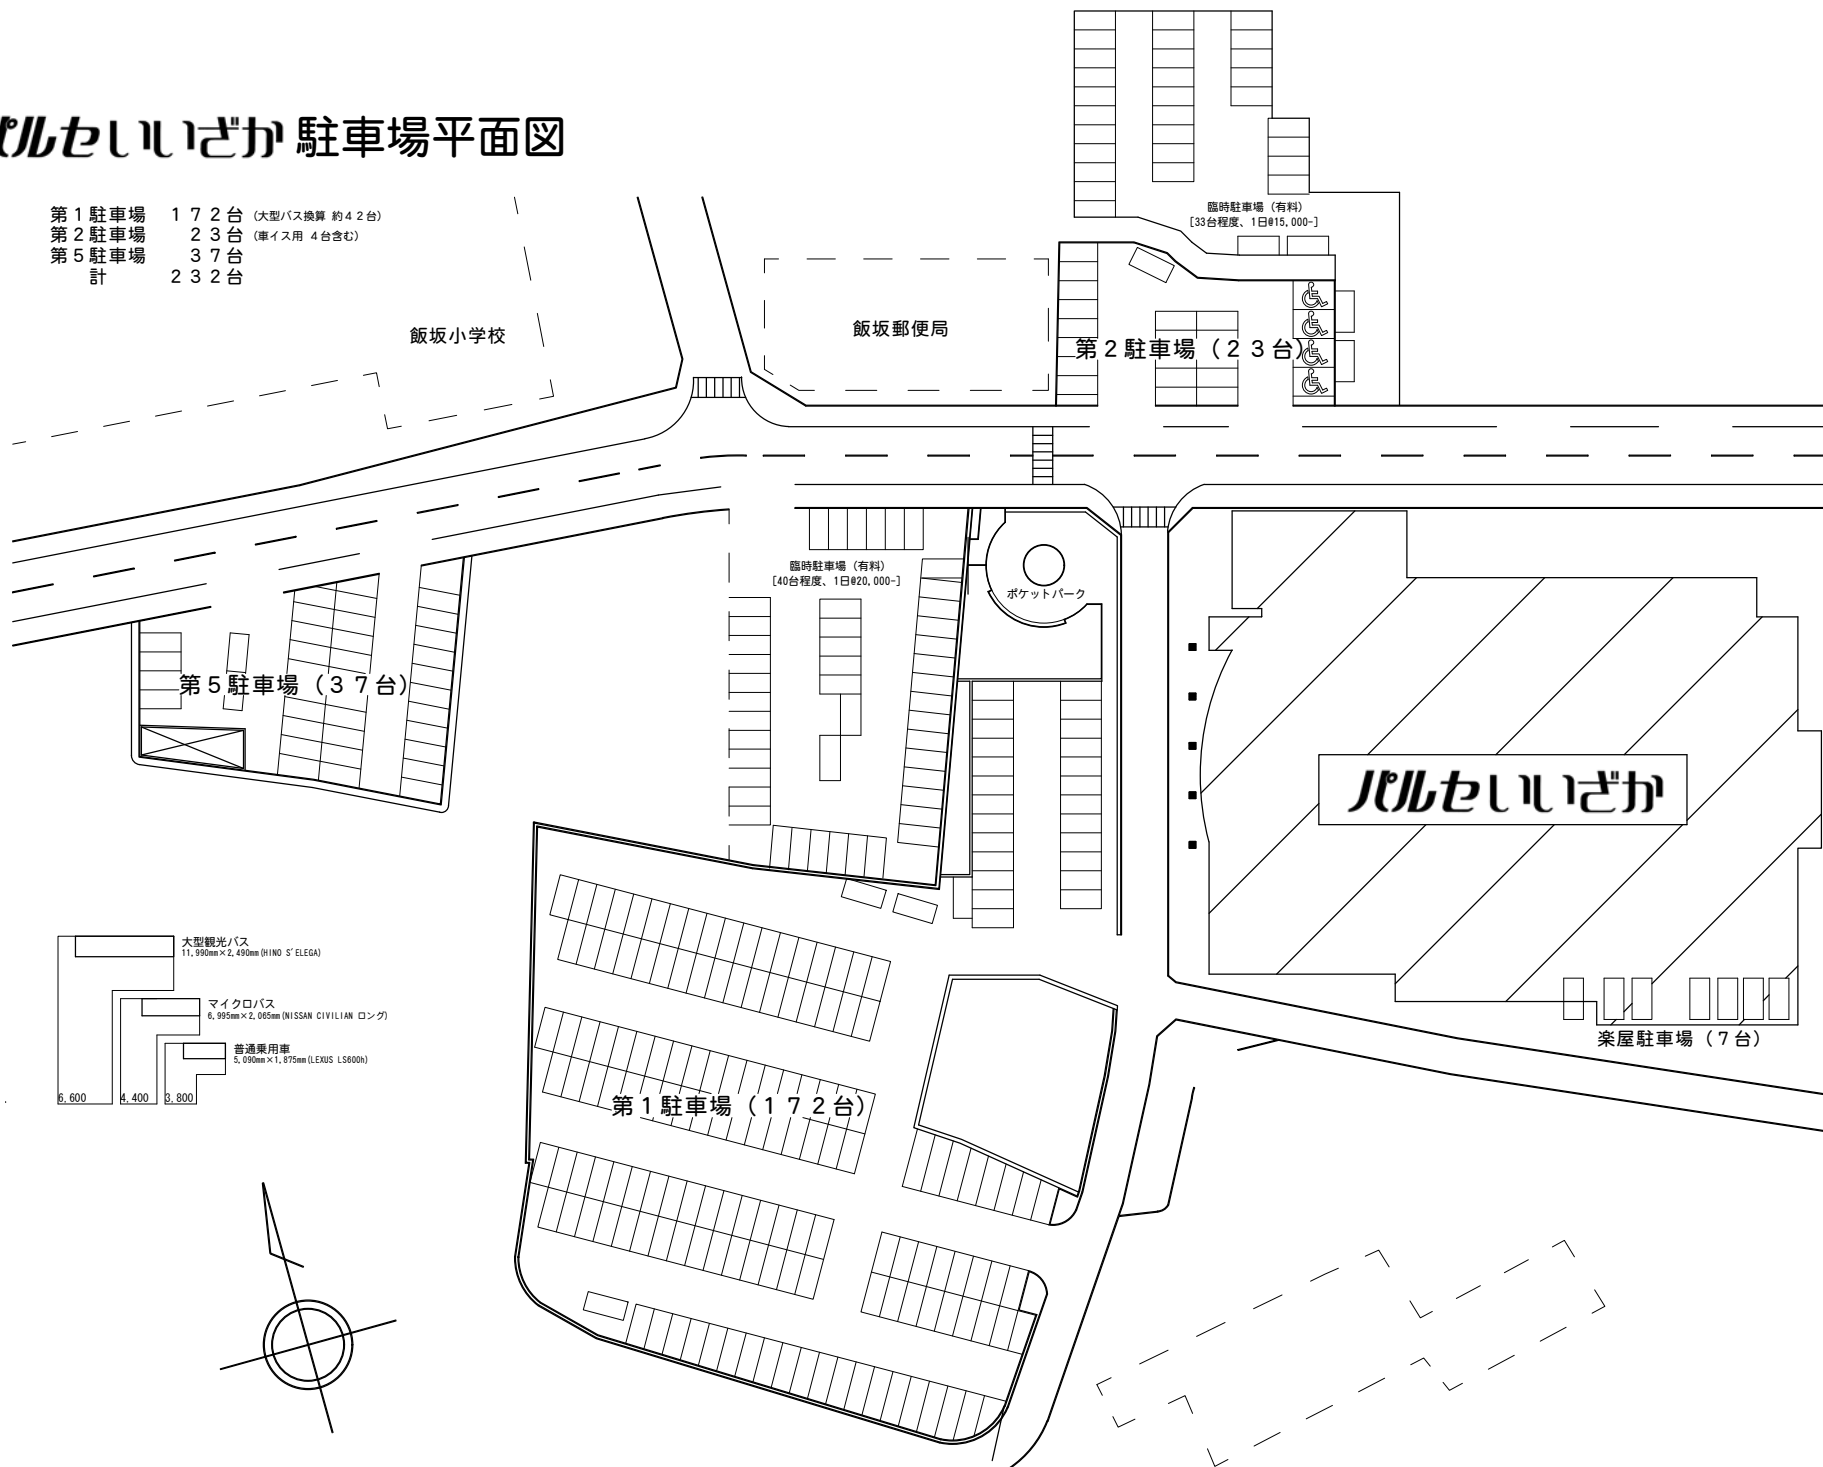 パルセいいざか 駐車場平面図
第１駐車場 １７２台 (大型バス換算 約４２台)
第２駐車場 ２３台 (車イス用 ４台含む)
第５駐車場 ３７台
計 ２３２台
臨時駐車場（有料）
[33台程度、1日@15,000-]
飯坂小学校
飯坂郵便局
第２駐車場（２３台）
臨時駐車場（有料）
[40台程度、1日@20,000-]
ポケットパーク
第５駐車場（３７台）
パルセいいざか
大型観光バス
11,990mm×2,490mm(HINO S'ELEGA)
マイクロバス
6,995mm×2,065mm(NISSAN CIVILIAN ロング)
普通乗用車
5,090mm×1,875mm(LEXUS LS600h)
6,600 4,400 3,800
楽屋駐車場（７台）
第１駐車場（１７２台）